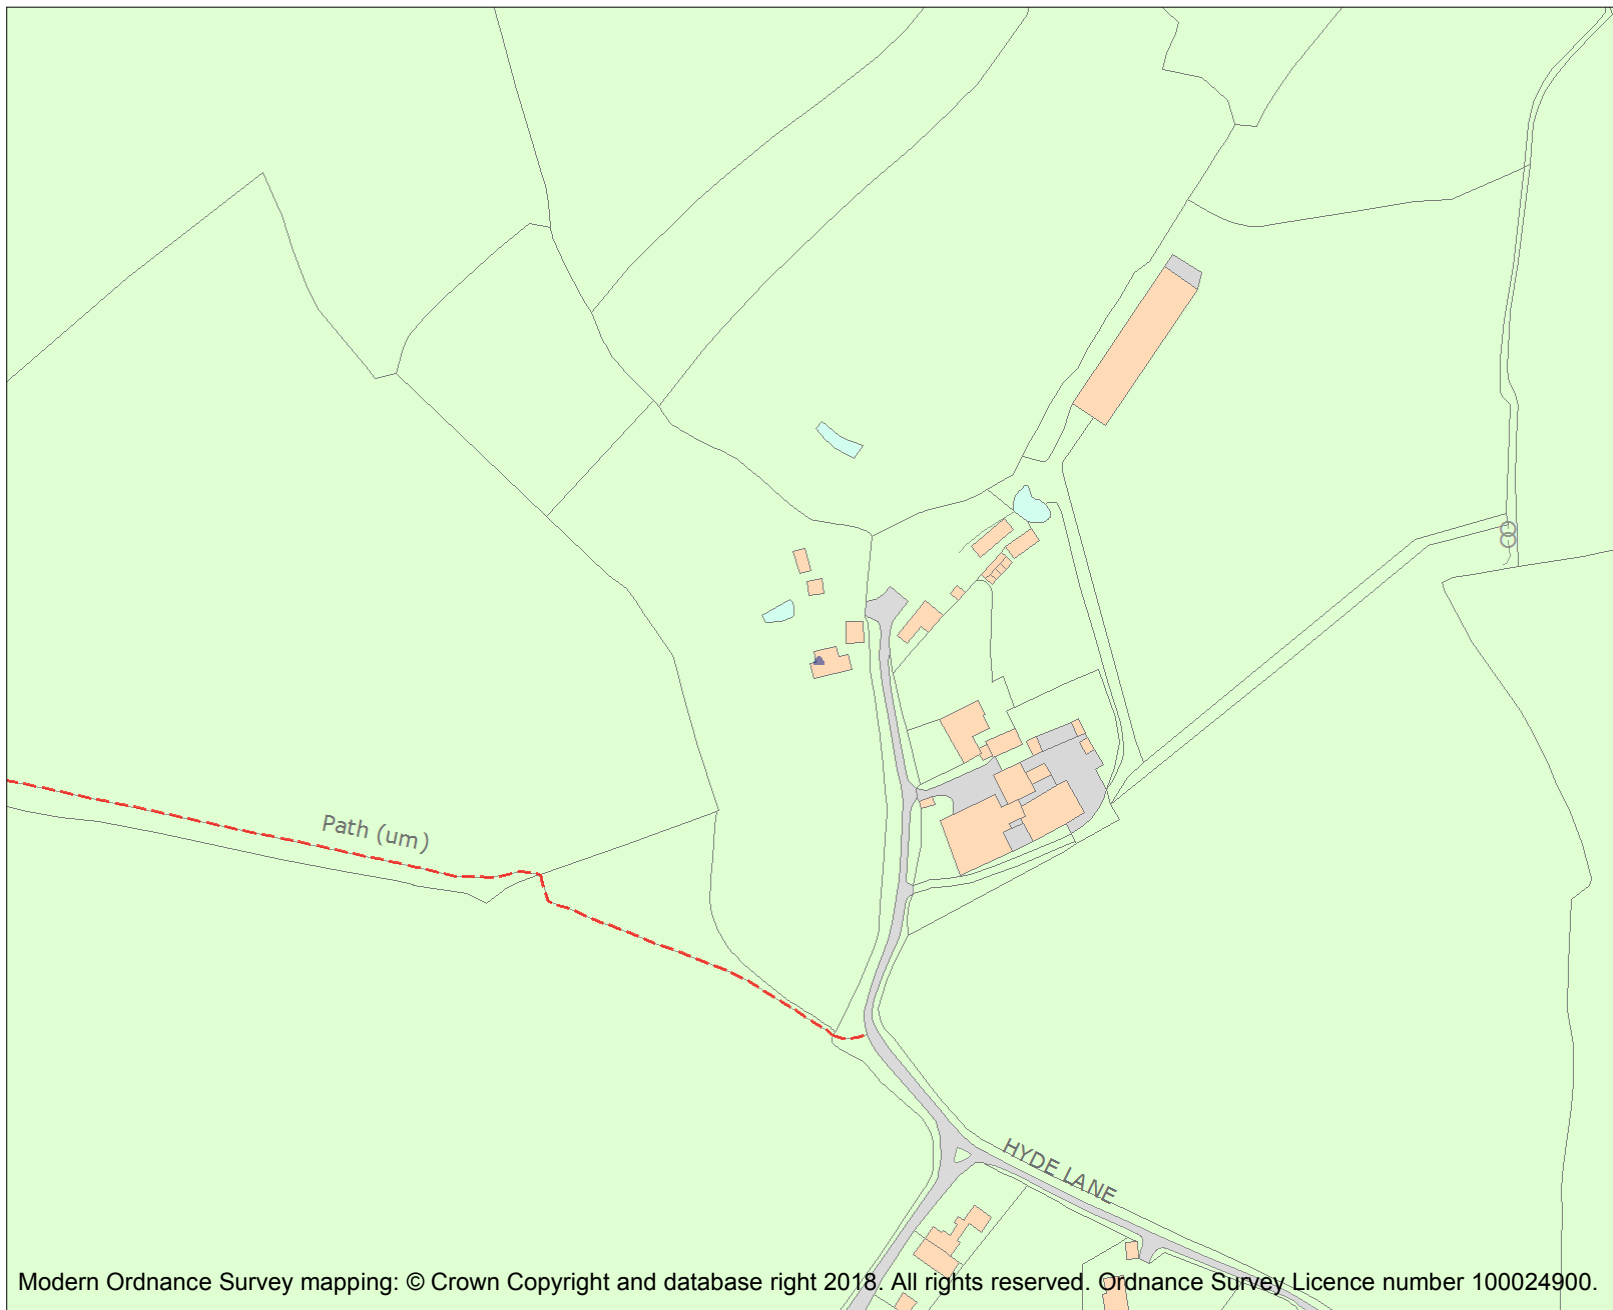 Path (um)
HYDE LANE
Modern Ordnance Survey mapping: © Crown Copyright and database right 2018. All rights reserved. Ordnance Survey Licence number 100024900.